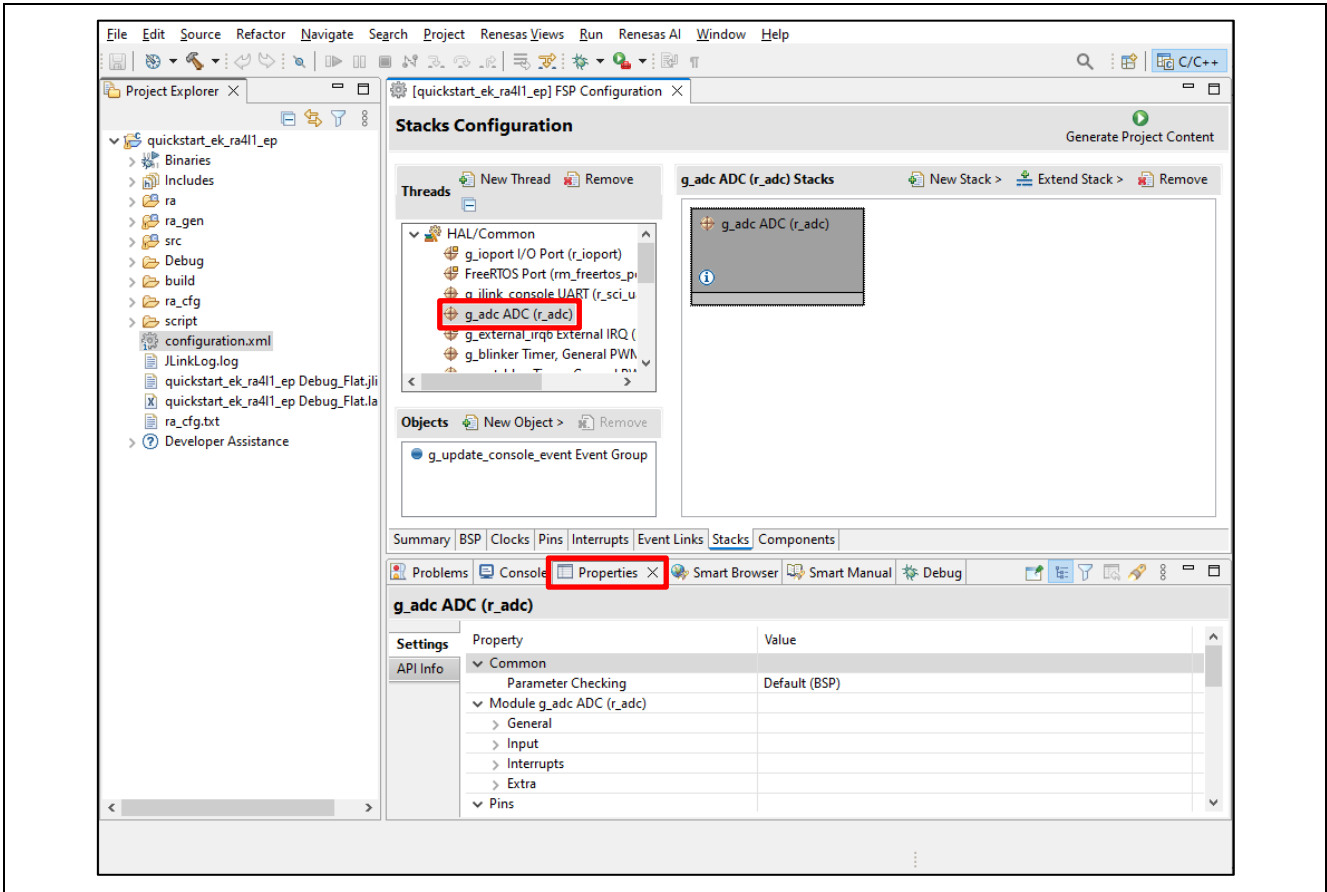 File Edit Source Refactor Navigate Search Project Renesas Views Run Renesas AI Window Help
C/C++
Project Explorer
[quickstart_ek_ra4l1_ep] FSP Configuration
quickstart_ek_ra4l1_ep
Binaries
Includes
ra
ra_gen
src
Debug
build
ra_cfg
script
configuration.xml
JLinkLog.log
quickstart_ek_ra4l1_ep Debug_Flat.jli
quickstart_ek_ra4l1_ep Debug_Flat.la
ra_cfg.txt
Developer Assistance
Stacks Configuration
Generate Project Content
Threads New Thread Remove
HAL/Common
g_ioport I/O Port (r_ioport)
FreeRTOS Port (rm_freertos_p
g_jlink_console UART (r_sci_u
g_adc ADC (r_adc)
g_external_irq6 External IRQ (
g_blinker Timer, General PWM
Objects New Object > Remove
g_update_console_event Event Group
g_adc ADC (r_adc) Stacks New Stack > Extend Stack > Remove
g_adc ADC (r_adc)
Summary BSP Clocks Pins Interrupts Event Links Stacks Components
Problems Console Properties Smart Browser Smart Manual Debug
g_adc ADC (r_adc)
Settings
API Info
Property Value
Common
Parameter Checking Default (BSP)
Module g_adc ADC (r_adc)
General
Input
Interrupts
Extra
Pins